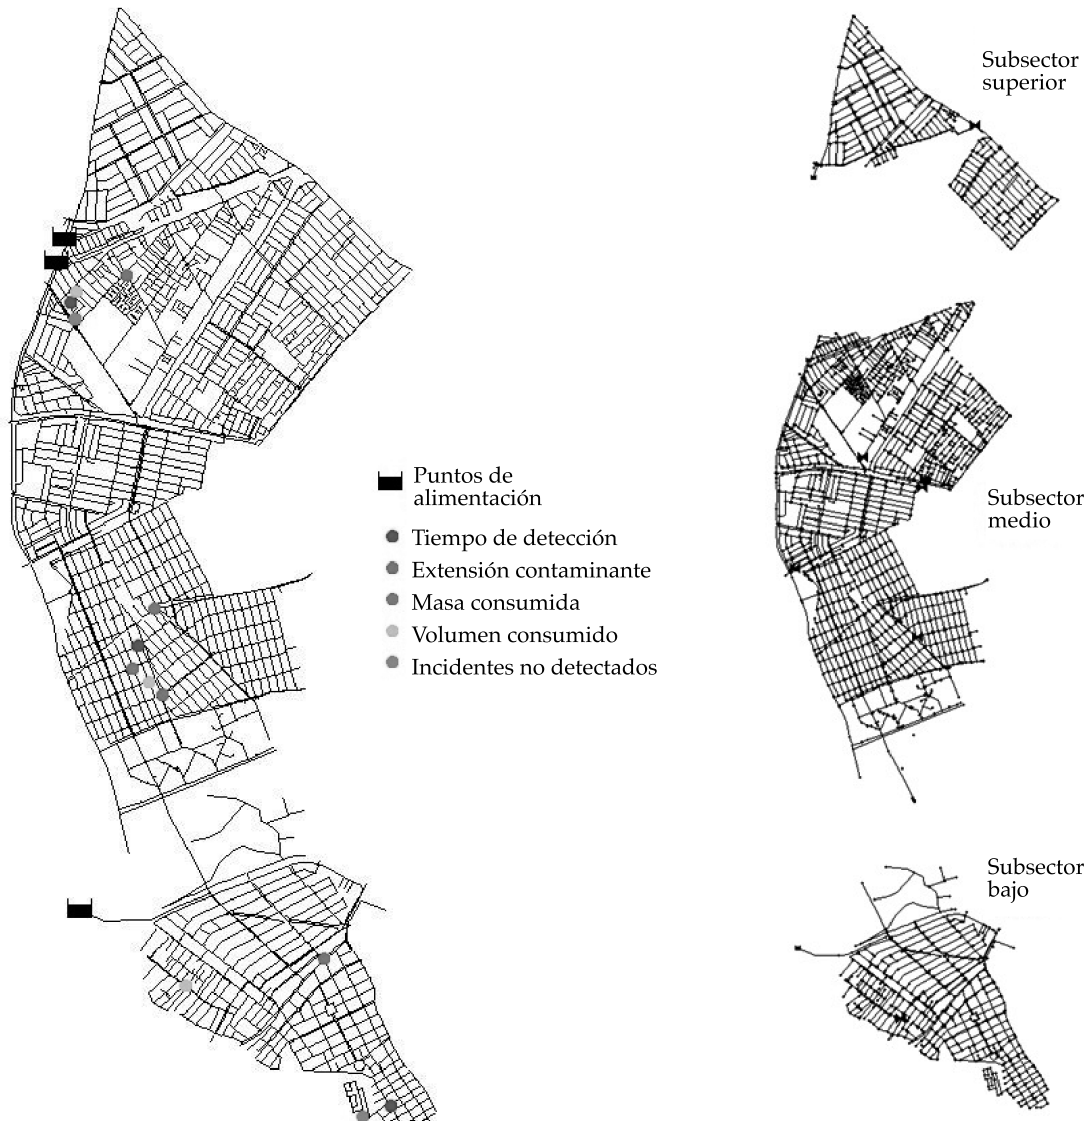 Subsector
superior
Puntos de
alimentación
Tiempo de detección
Extensión contaminante
Masa consumida
Volumen consumido
Incidentes no detectados
Subsector
medio
Subsector
bajo